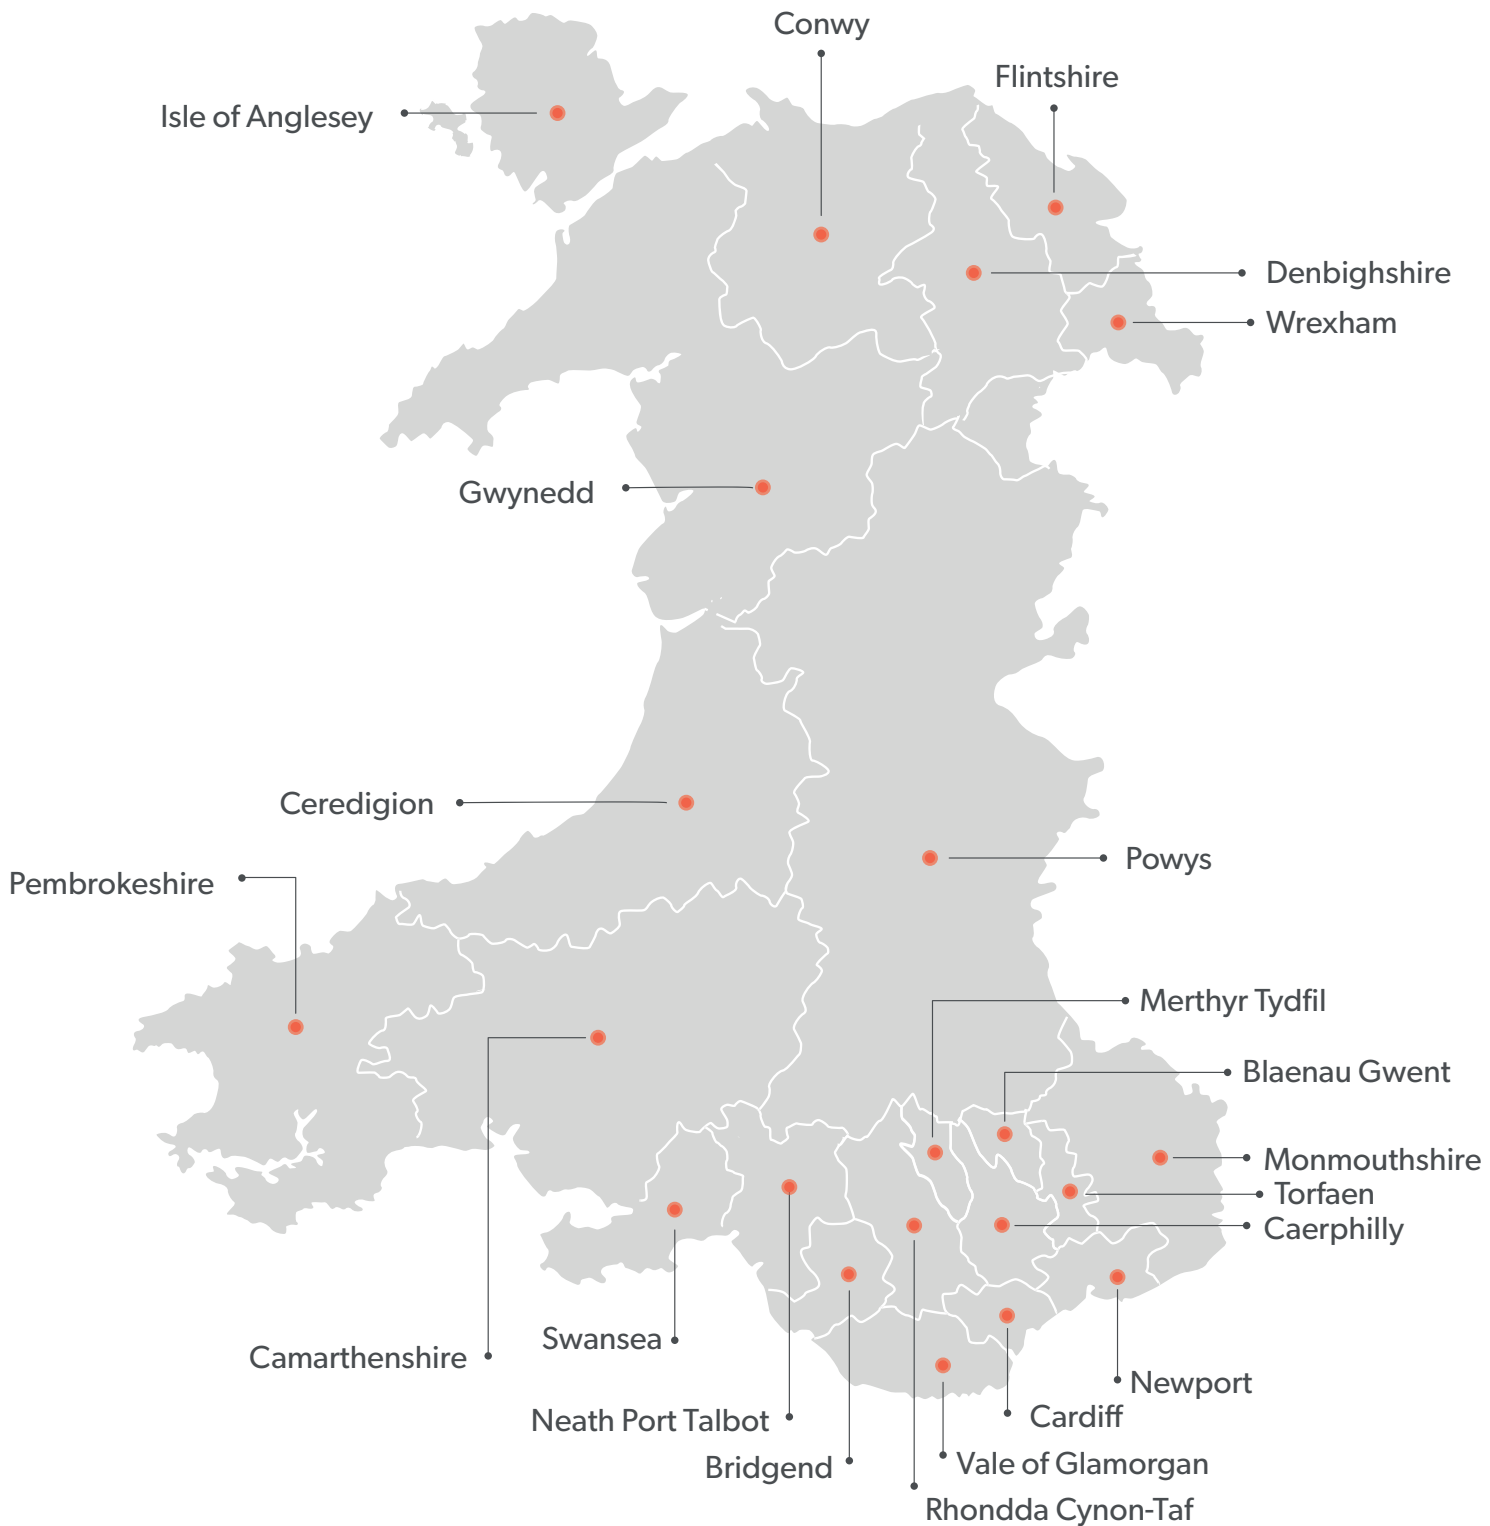 Conwy
Flintshire
Isle of Anglesey
Denbighshire
Wrexham
Gwynedd
Ceredigion
Powys
Pembrokeshire
Merthyr Tydfil
Blaenau Gwent
Monmouthshire
Torfaen
Caerphilly
Swansea
Camarthenshire
Newport
Cardiff
Neath Port Talbot
Vale of Glamorgan
Bridgend
Rhondda Cynon-Taf